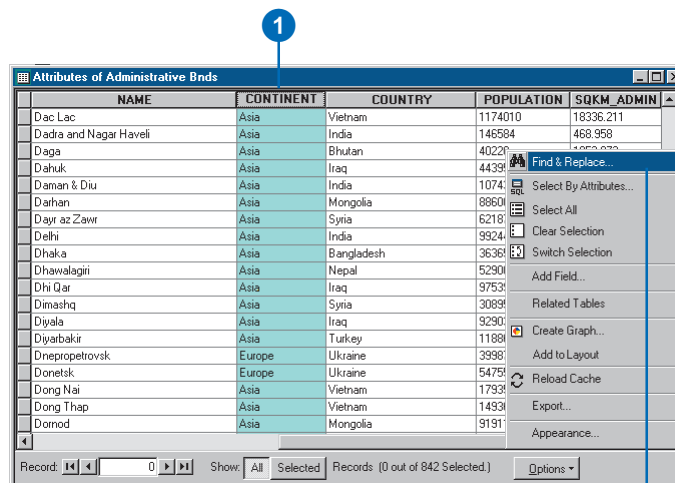 1
Attributes of Administrative Bnds
NAME CONTINENT COUNTRY POPULATION SQKM_ADMIN
Dac Lac Asia Vietnam 1174010 18336.211
Dadra and Nagar Haveli Asia India 146584 468.958
Daga Asia Bhutan
Dahuk Asia Iraq
Daman & Diu Asia India
Darhan Asia Mongolia
Dayr az Zawr Asia Syria
Delhi Asia India
Dhaka Asia Bangladesh
Dhawalagiri Asia Nepal
Dhi Qar Asia Iraq
Dimashq Asia Syria
Diyala Asia Iraq
Diyarbakir Asia Turkey
Dnepropetrovsk Europe Ukraine
Donetsk Europe Ukraine
Dong Nai Asia Vietnam
Dong Thap Asia Vietnam
Dornod Asia Mongolia
Find & Replace...
SQL Select By Attributes...
Select All
Clear Selection
Switch Selection
Add Field...
Related Tables
Create Graph...
Add to Layout
Reload Cache
Export...
Appearance...
Record: 0 Show: All Selected Records (0 out of 842 Selected.) Options